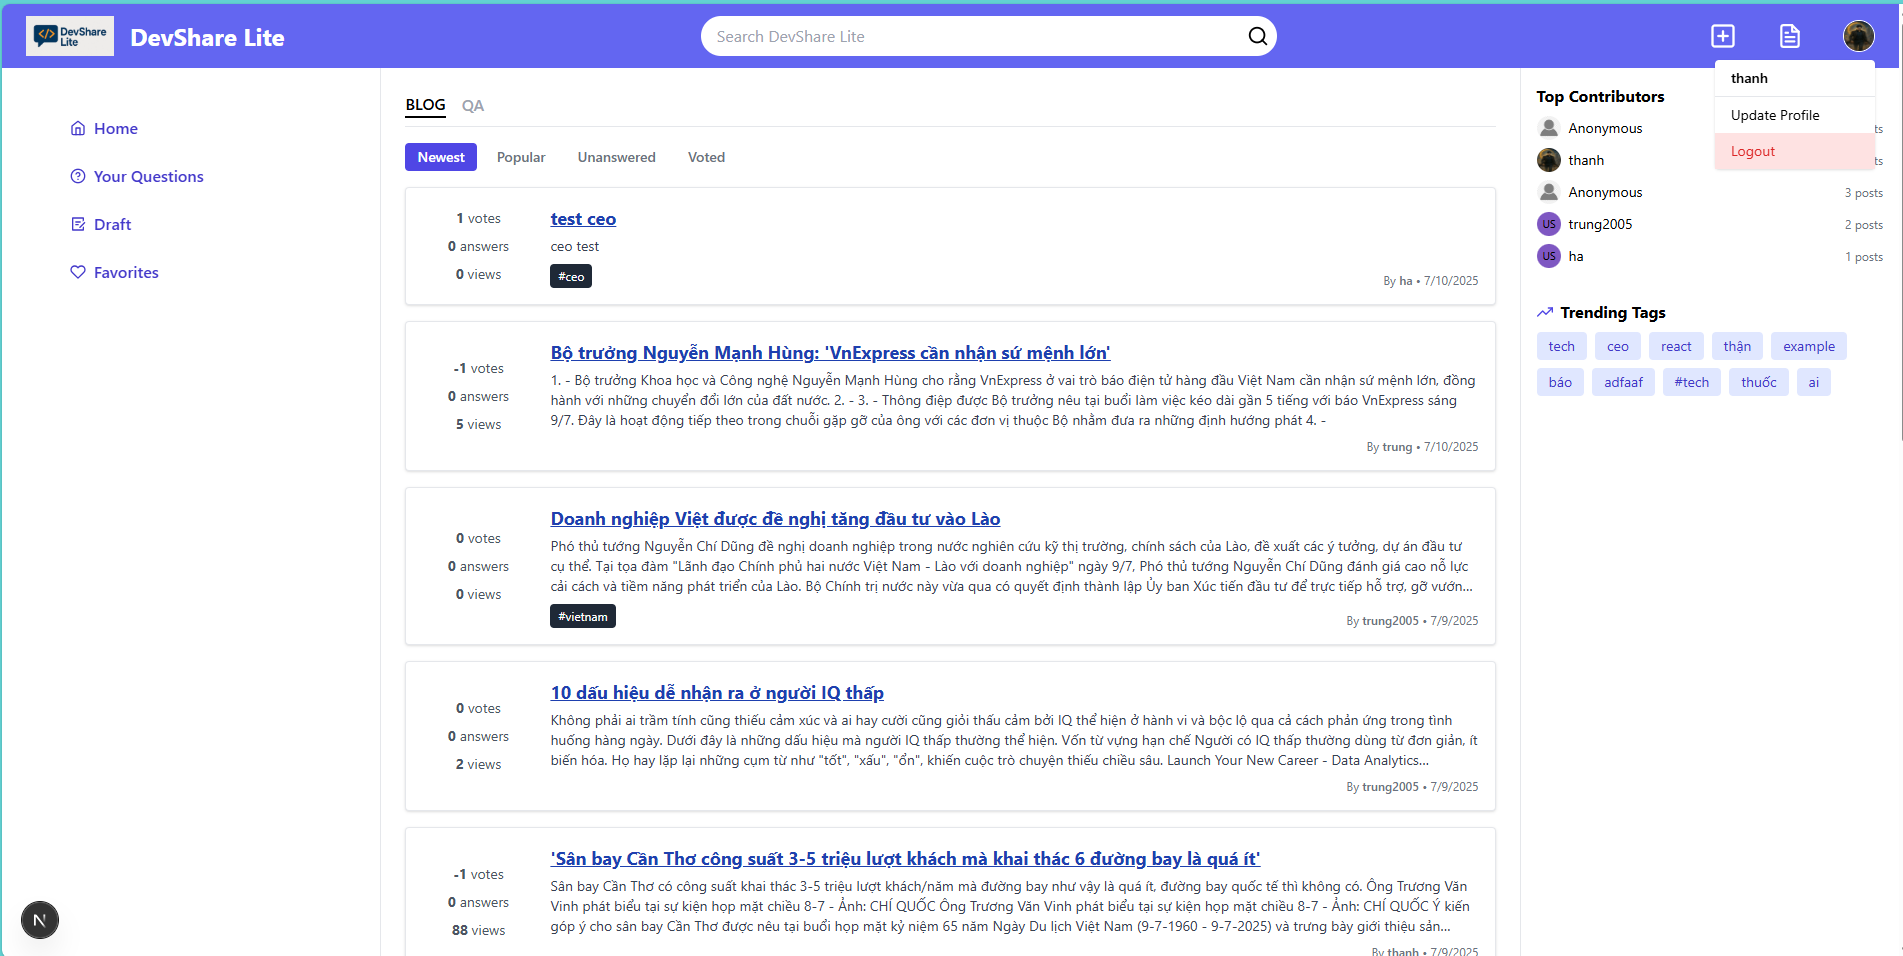 DevShare
Lite
DevShare Lite
Search DevShare Lite
thanh
Update Profile
Logout
Home
Your Questions
Draft
Favorites
BLOG QA
Newest Popular Unanswered Voted
1 votes
0 answers
0 views
test ceo
ceo test
#ceo
By ha • 7/10/2025
-1 votes
0 answers
5 views
Bộ trưởng Nguyễn Mạnh Hùng: 'VnExpress cần nhận sứ mệnh lớn'
1. - Bộ trưởng Khoa học và Công nghệ Nguyễn Mạnh Hùng cho rằng VnExpress ở vai trò báo điện tử hàng đầu Việt Nam cần nhận sứ mệnh lớn, đồng
hành với những chuyển đổi lớn của đất nước. 2. - 3. - Thông điệp được Bộ trưởng nêu tại buổi làm việc kéo dài gần 5 tiếng với báo VnExpress sáng
9/7. Đây là hoạt động tiếp theo trong chuỗi gặp gỡ của ông với các đơn vị thuộc Bộ nhằm đưa ra những định hướng phát 4. -
By trung • 7/10/2025
0 votes
0 answers
0 views
Doanh nghiệp Việt được đề nghị tăng đầu tư vào Lào
Phó thủ tướng Nguyễn Chí Dũng đề nghị doanh nghiệp trong nước nghiên cứu kỹ thị trường, chính sách của Lào, đề xuất các ý tưởng, dự án đầu tư
cụ thể. Tại tọa đàm "Lãnh đạo Chính phủ hai nước Việt Nam - Lào với doanh nghiệp" ngày 9/7, Phó thủ tướng Nguyễn Chí Dũng đánh giá cao nỗ lực
cải cách và tiềm năng phát triển của Lào. Bộ Chính trị nước này vừa qua có quyết định thành lập Ủy ban Xúc tiến đầu tư để trực tiếp hỗ trợ, gỡ vướn...
#vietnam
By trung2005 • 7/9/2025
0 votes
0 answers
2 views
10 dấu hiệu dễ nhận ra ở người IQ thấp
Không phải ai trầm tính cũng thiếu cảm xúc và ai hay cười cũng giỏi thấu cảm bởi IQ thể hiện ở hành vi và bộc lộ qua cả cách phản ứng trong tình
huống hàng ngày. Dưới đây là những dấu hiệu mà người IQ thấp thường thể hiện. Vốn từ vựng hạn chế Người có IQ thấp thường dùng từ đơn giản, ít
biến hóa. Họ hay lặp lại những cụm từ như "tốt", "xấu", "ổn", khiến cuộc trò chuyện thiếu chiều sâu. Launch Your New Career - Data Analytics...
By trung2005 • 7/9/2025
-1 votes
0 answers
88 views
'Sân bay Cần Thơ công suất 3-5 triệu lượt khách mà khai thác 6 đường bay là quá ít'
Sân bay Cần Thơ có công suất khai thác 3-5 triệu lượt khách/năm mà đường bay như vậy là quá ít, đường bay quốc tế thì không có. Ông Trương Văn
Vinh phát biểu tại sự kiện họp mặt chiều 8-7 - Ảnh: CHÍ QUỐC Ông Trương Văn Vinh phát biểu tại sự kiện họp mặt chiều 8-7 - Ảnh: CHÍ QUỐC Ý kiến
góp ý cho sân bay Cần Thơ được nêu tại buổi họp mặt kỷ niệm 65 năm Ngày Du lịch Việt Nam (9-7-1960 - 9-7-2025) và trưng bày giới thiệu sản...
By thanh • 7/9/2025
Top Contributors
Anonymous ts
thanh ts
Anonymous 3 posts
US trung2005 2 posts
US ha 1 posts
Trending Tags
tech ceo react thận example
báo adfaaf #tech thuốc ai
N